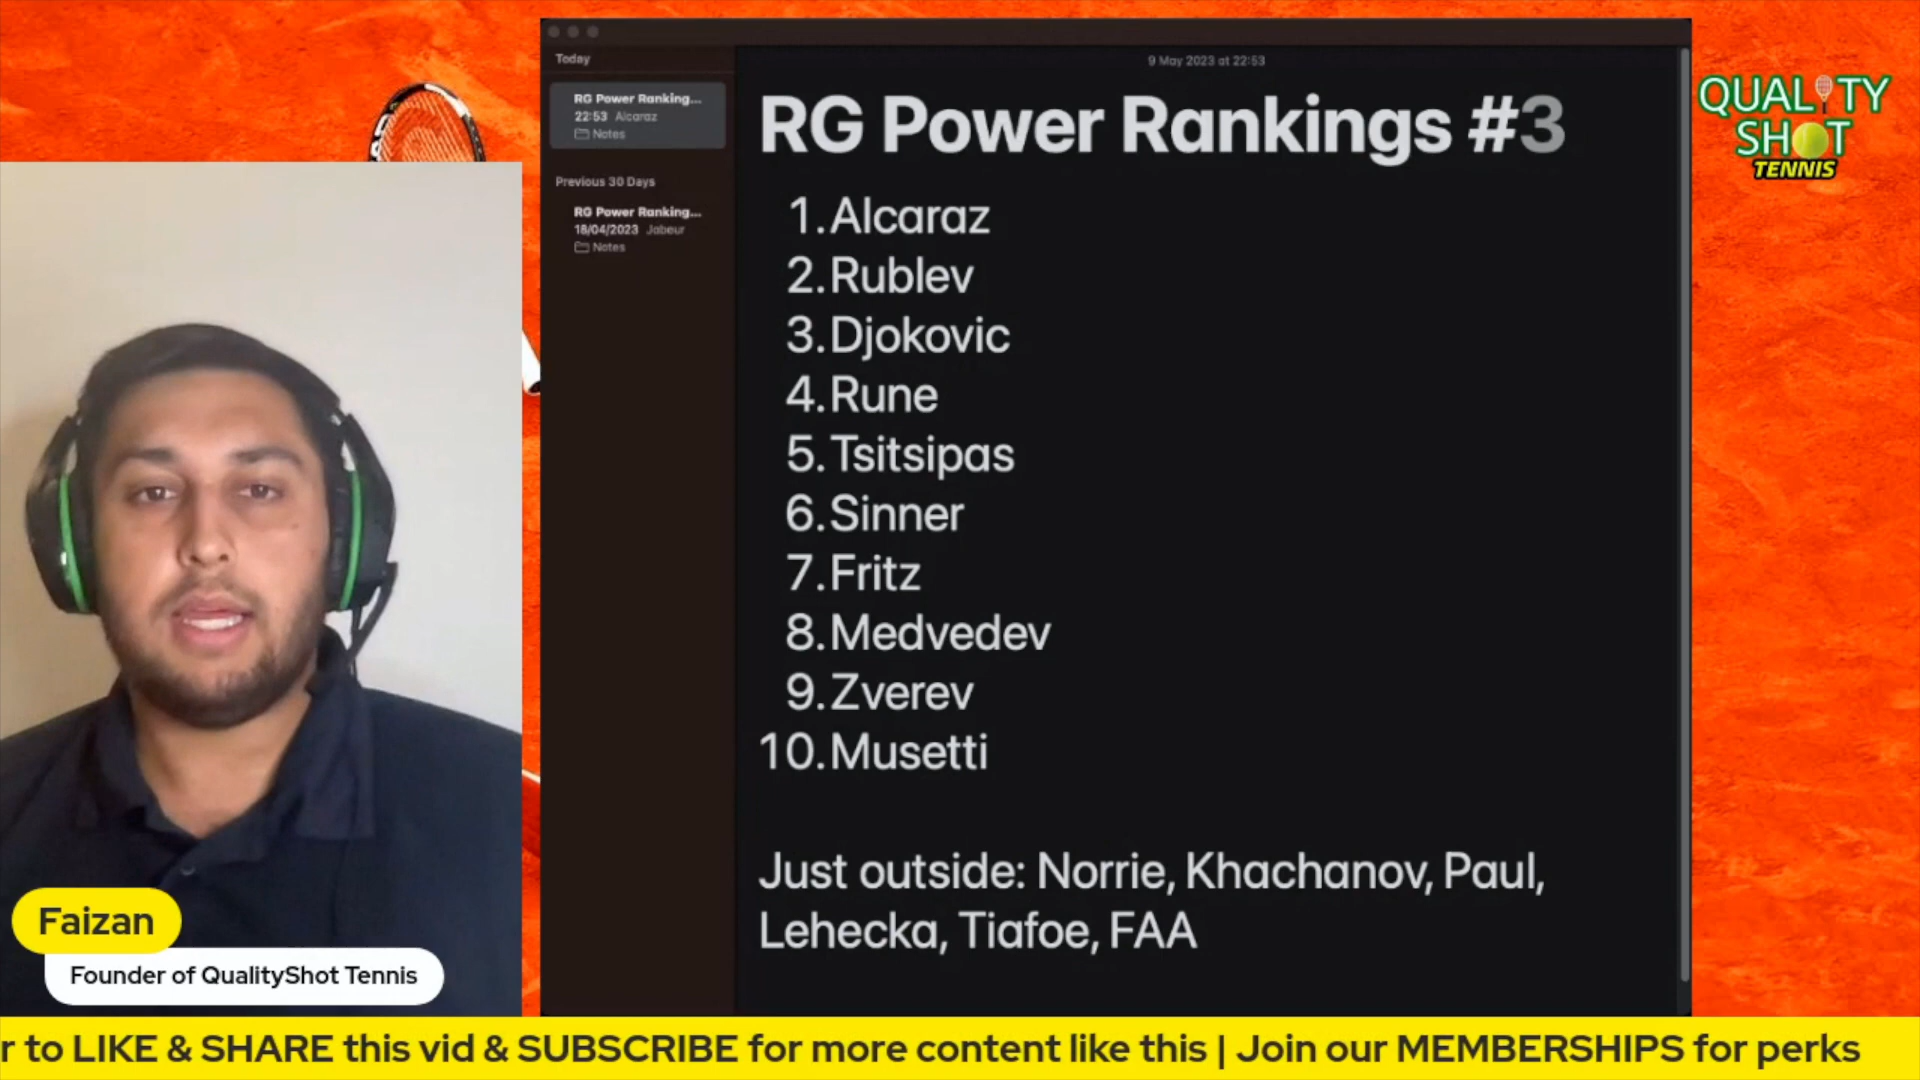 Today
RG Power Ranking...
22:53 Alcaraz
Notes
Previous 30 Days
RG Power Ranking...
18/04/2023 Jabeur
Notes
9 May 2023 at 22:53
RG Power Rankings #3
1. Alcaraz
2. Rublev
3. Djokovic
4. Rune
5. Tsitsipas
6. Sinner
7. Fritz
8. Medvedev
9. Zverev
10. Musetti
Just outside: Norrie, Khachanov, Paul,
Lehecka, Tiafoe, FAA
QUALITY
SHOT
TENNIS
Faizan
Founder of QualityShot Tennis
r to LIKE & SHARE this vid & SUBSCRIBE for more content like this | Join our MEMBERSHIPS for perks